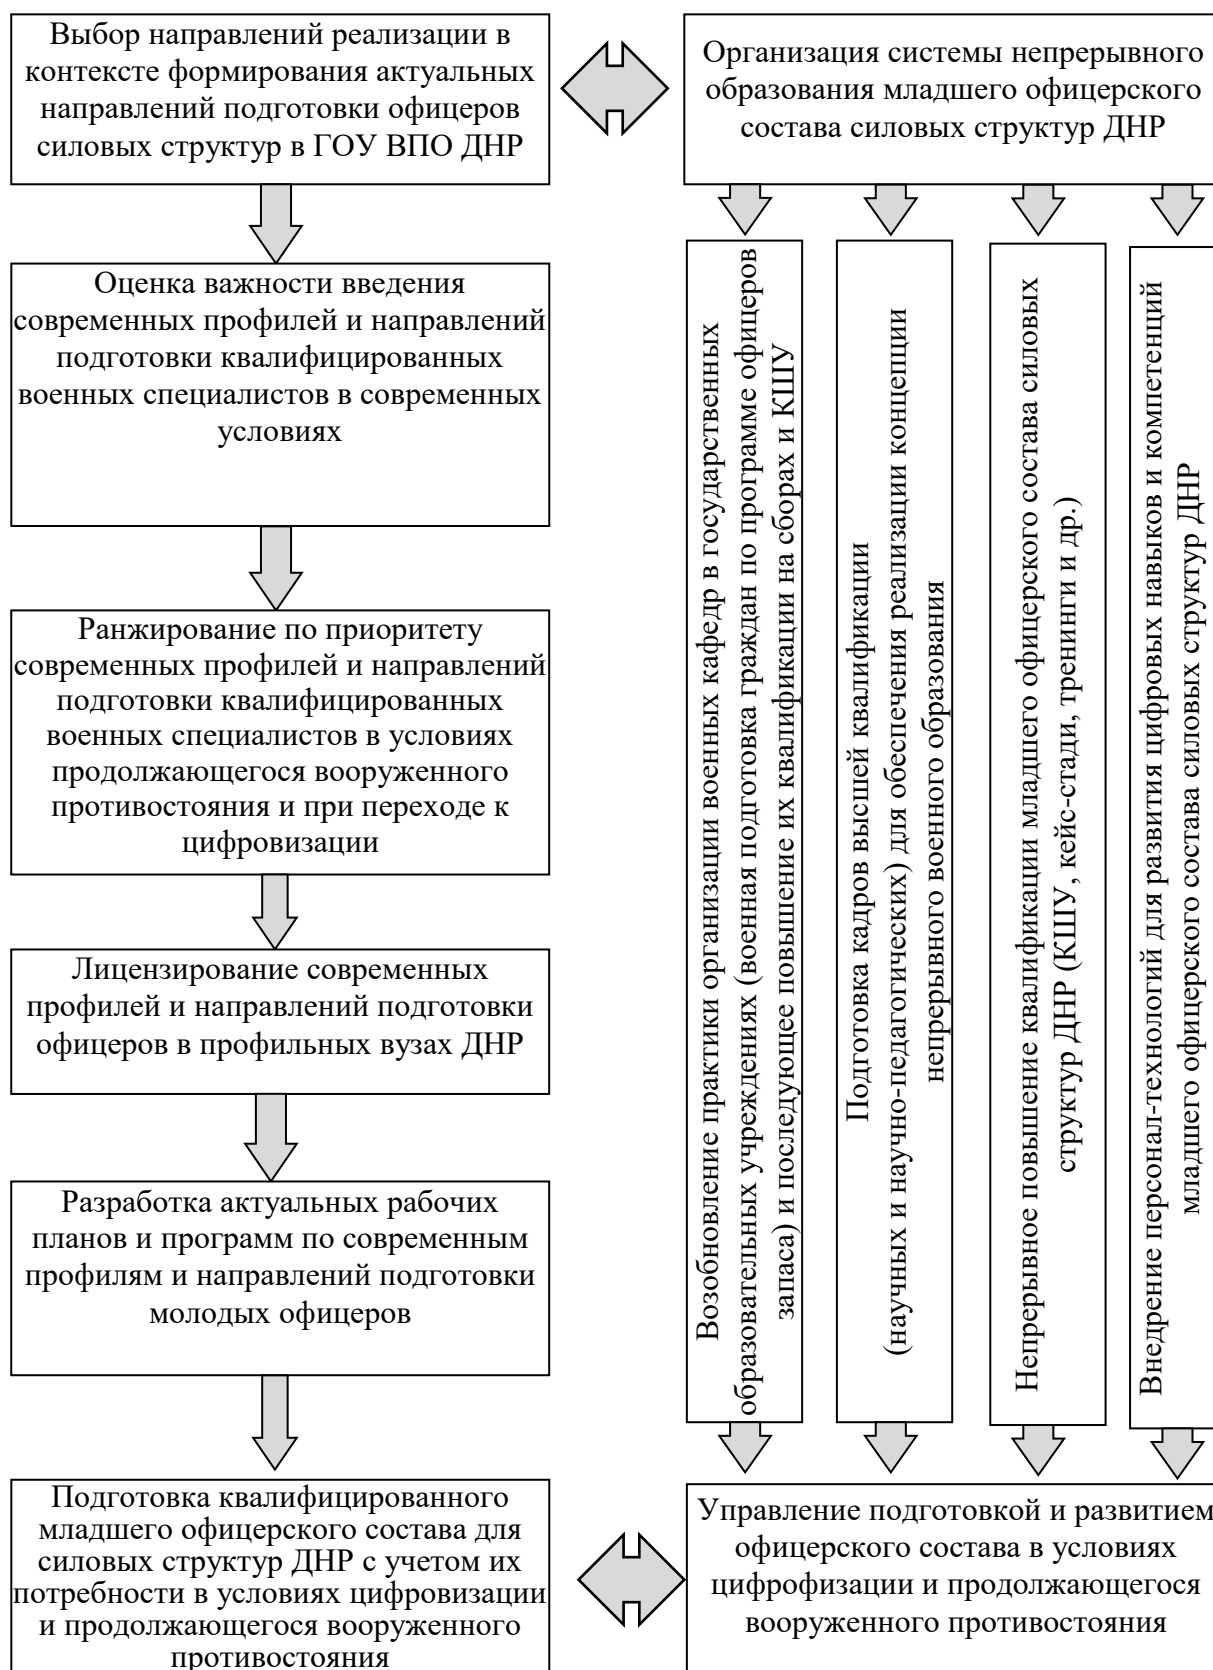 Выбор направлений реализации в
контексте формирования актуальных
направлений подготовки офицеров
силовых структур в ГОУ ВПО ДНР
Организация системы непрерывного
образования младшего офицерского
состава силовых структур ДНР
Оценка важности введения
современных профилей и направлений
подготовки квалифицированных
военных специалистов в современных
условиях
Ранжирование по приоритету
современных профилей и направлений
подготовки квалифицированных
военных специалистов в условиях
продолжающегося вооруженного
противостояния и при переходе к
цифровизации
Лицензирование современных
профилей и направлений подготовки
офицеров в профильных вузах ДНР
Разработка актуальных рабочих
планов и программ по современным
профилям и направлений подготовки
молодых офицеров
Возобновление практики организации военных кафедр в государственных
образовательных учреждениях (военная подготовка граждан по программе офицеров
запаса) и последующее повышение их квалификации на сборах и КШУ
Подготовка кадров высшей квалификации
(научных и научно-педагогических) для обеспечения реализации концепции
непрерывного военного образования
Непрерывное повышение квалификации младшего офицерского состава силовых
структур ДНР (КШУ, кейс-стади, тренинги и др.)
Внедрение персонал-технологий для развития цифровых навыков и компетенций
младшего офицерского состава силовых структур ДНР
Подготовка квалифицированного
младшего офицерского состава для
силовых структур ДНР с учетом их
потребности в условиях цифровизации
и продолжающегося вооруженного
противостояния
Управление подготовкой и развитием
офицерского состава в условиях
цифрофизации и продолжающегося
вооруженного противостояния